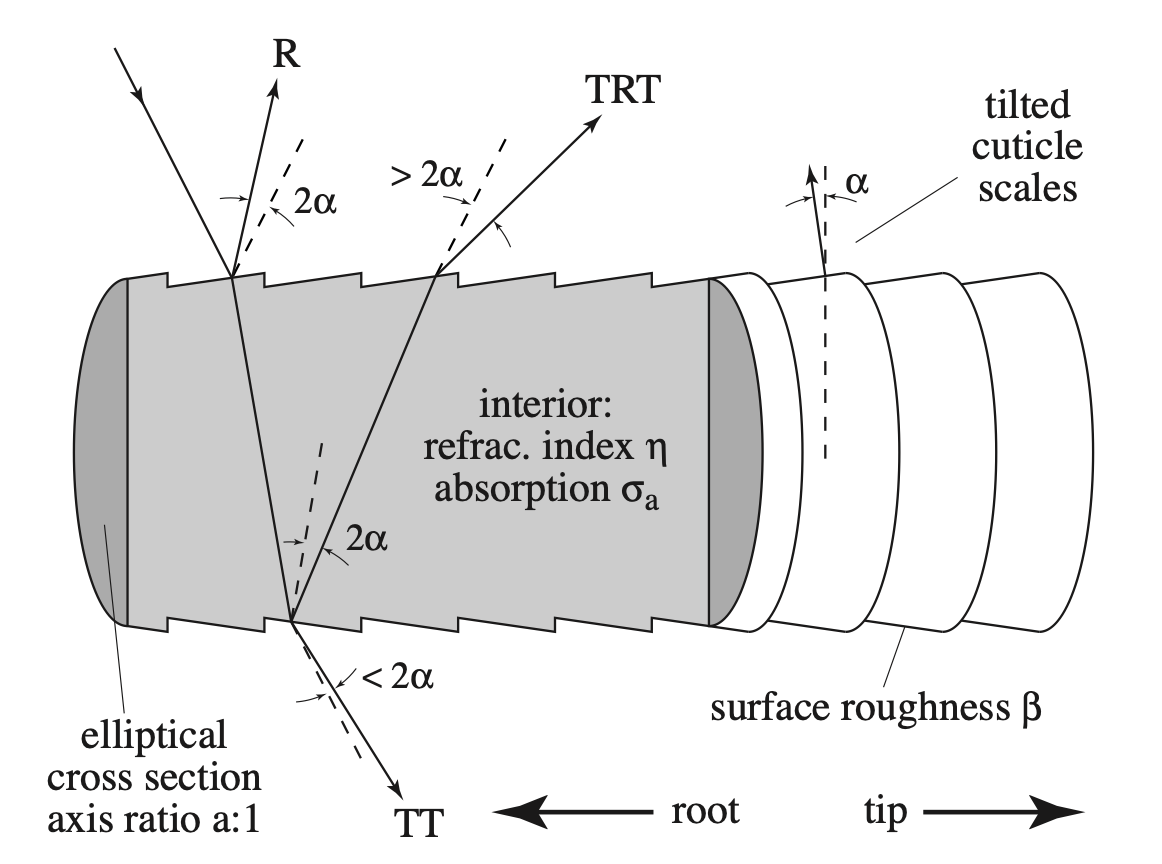 R
TRT
tilted
cuticle
scales
2α
> 2α
α
interior:
refrac. index η
absorption σa
2α
< 2α
elliptical
cross section
axis ratio a:1
surface roughness β
TT
root
tip